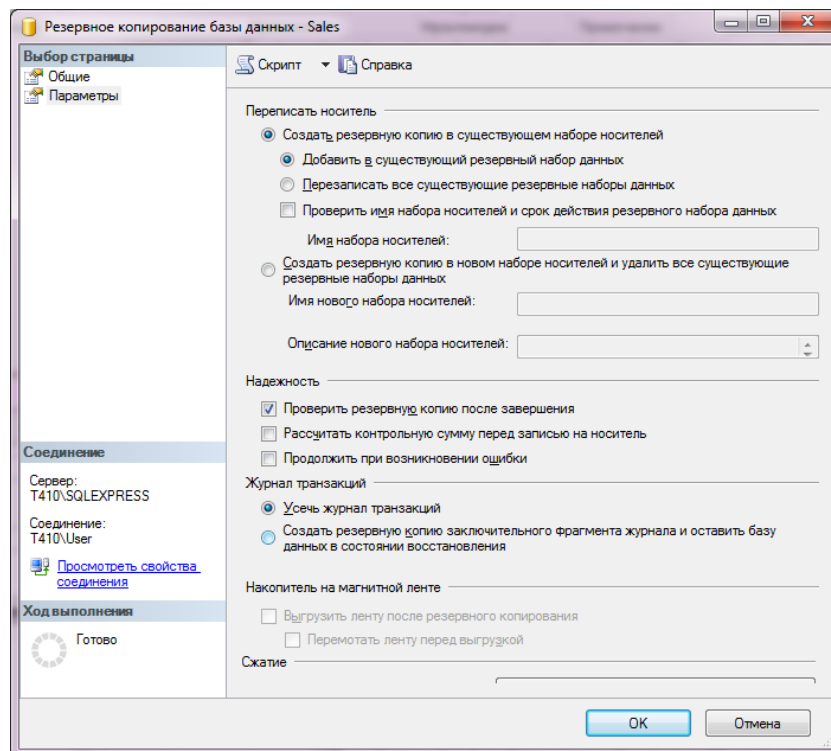 Резервное копирование базы данных - Sales
Выбор страницы
Общие
Параметры
Скрипт
Справка
Переписать носитель
Создать резервную копию в существующем наборе носителей
Добавить в существующий резервный набор данных
Перезаписать все существующие резервные наборы данных
Проверить имя набора носителей и срок действия резервного набора данных
Имя набора носителей:
Создать резервную копию в новом наборе носителей и удалить все существующие
резервные наборы данных
Имя нового набора носителей:
Описание нового набора носителей:
Надежность
Проверить резервную копию после завершения
Рассчитать контрольную сумму перед записью на носитель
Продолжить при возникновении ошибки
Журнал транзакций
Усечь журнал транзакций
Создать резервную копию заключительного фрагмента журнала и оставить базу
данных в состоянии восстановления
Накопитель на магнитной ленте
Выгрузить ленту после резервного копирования
Перемотать ленту перед выгрузкой
Сжатие
Соединение
Сервер:
T410\SQLEXPRESS
Соединение:
T410\User
Просмотреть свойства
соединения
Ход выполнения
Готово
OK
Отмена